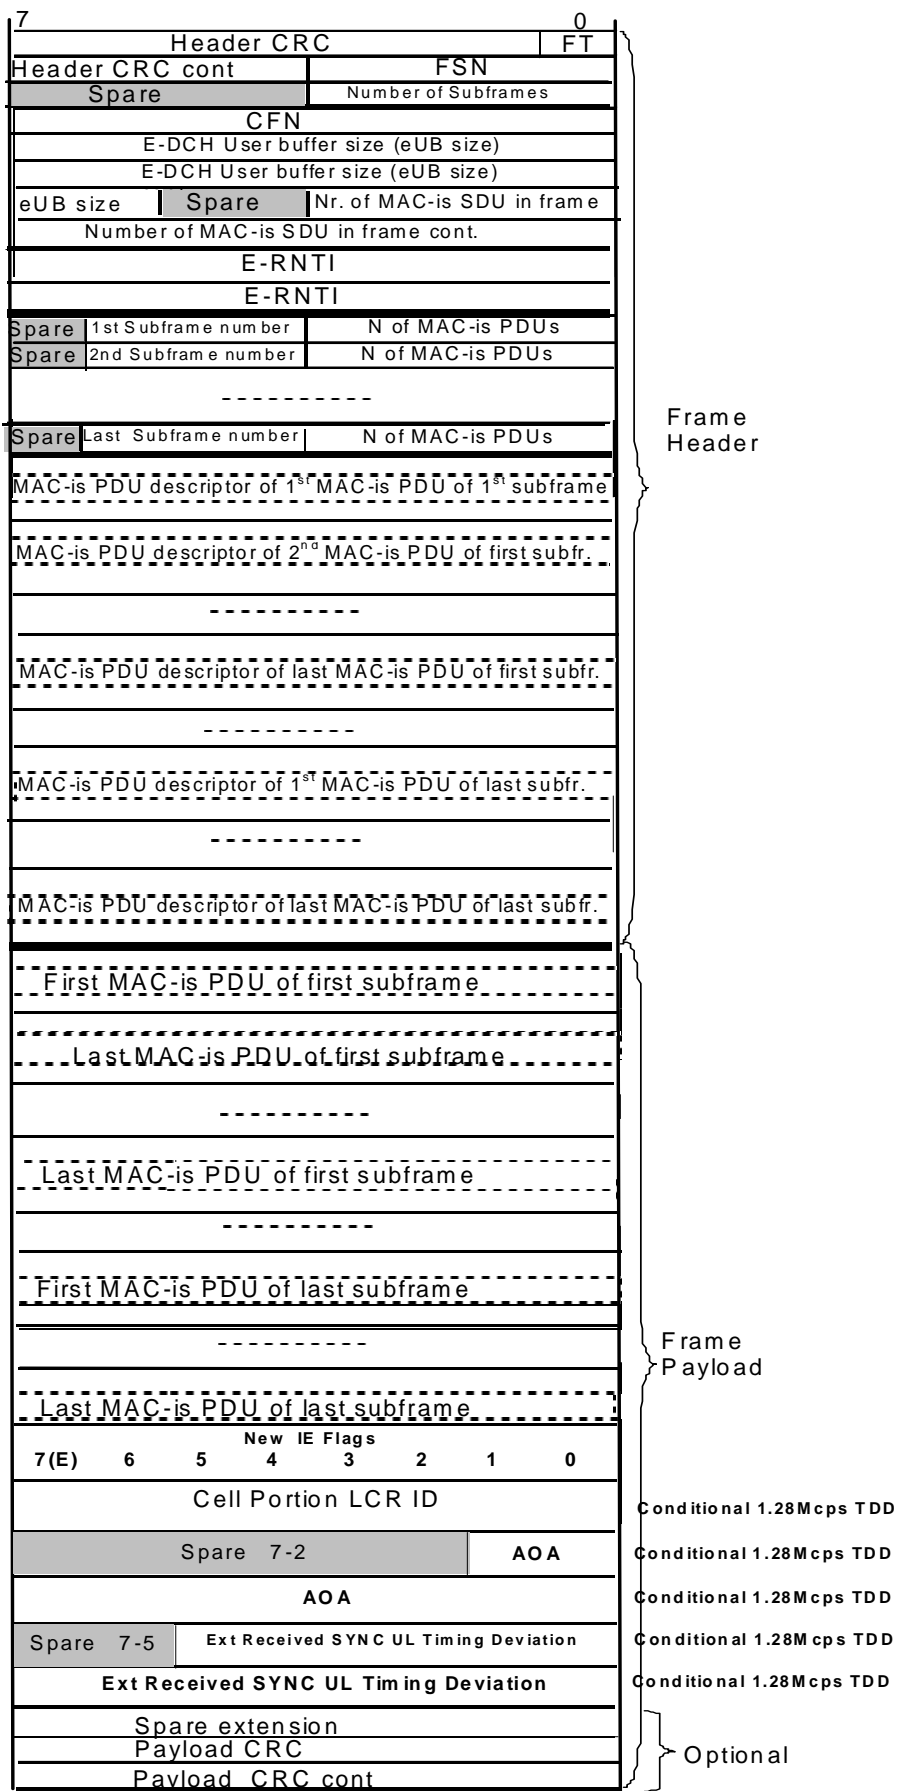 7 0
Header CRC FT
Header CRC cont FSN
Spare Number of Subframes
CFN
E-DCH User buffer size (eUB size)
E-DCH User buffer size (eUB size)
eUB size Spare Nr. of MAC-is SDU in frame
Number of MAC-is SDU in frame cont.
E-RNTI
E-RNTI
Spare 1st Subframe number N of MAC-is PDUs
Spare 2nd Subframe number N of MAC-is PDUs
Spare Last Subframe number N of MAC-is PDUs
Frame
Header
MAC-is PDU descriptor of 1st MAC-is PDU of 1st subframe
MAC-is PDU descriptor of 2nd MAC-is PDU of first subfr.
MAC-is PDU descriptor of last MAC-is PDU of first subfr.
MAC-is PDU descriptor of 1st MAC-is PDU of last subfr.
MAC-is PDU descriptor of last MAC-is PDU of last subfr.
First MAC-is PDU of first subframe
Last MAC-is PDU of first subframe
Last MAC-is PDU of first subframe
First MAC-is PDU of last subframe
Frame
Payload
Last MAC-is PDU of last subframe
New IE Flags
7(E) 6 5 4 3 2 1 0
Cell Portion LCR ID Conditional 1.28Mcps TDD
Spare 7-2 AOA Conditional 1.28Mcps TDD
AOA Conditional 1.28Mcps TDD
Spare 7-5 Ext Received SYNC UL Timing Deviation Conditional 1.28Mcps TDD
Ext Received SYNC UL Timing Deviation Conditional 1.28Mcps TDD
Spare extension
Payload CRC
Optional
Payload CRC cont